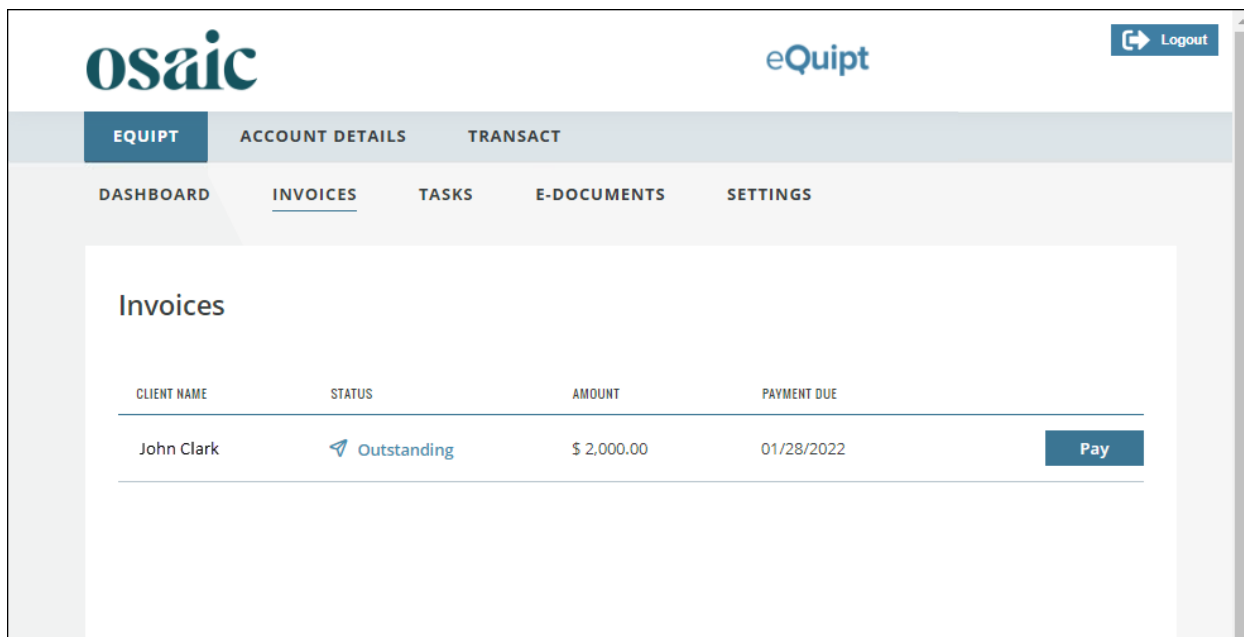 osaic
eQuipt
Logout
EQUIPT ACCOUNT DETAILS TRANSACT
DASHBOARD INVOICES TASKS E-DOCUMENTS SETTINGS
Invoices
CLIENT NAME STATUS AMOUNT PAYMENT DUE
John Clark Outstanding $ 2,000.00 01/28/2022 Pay